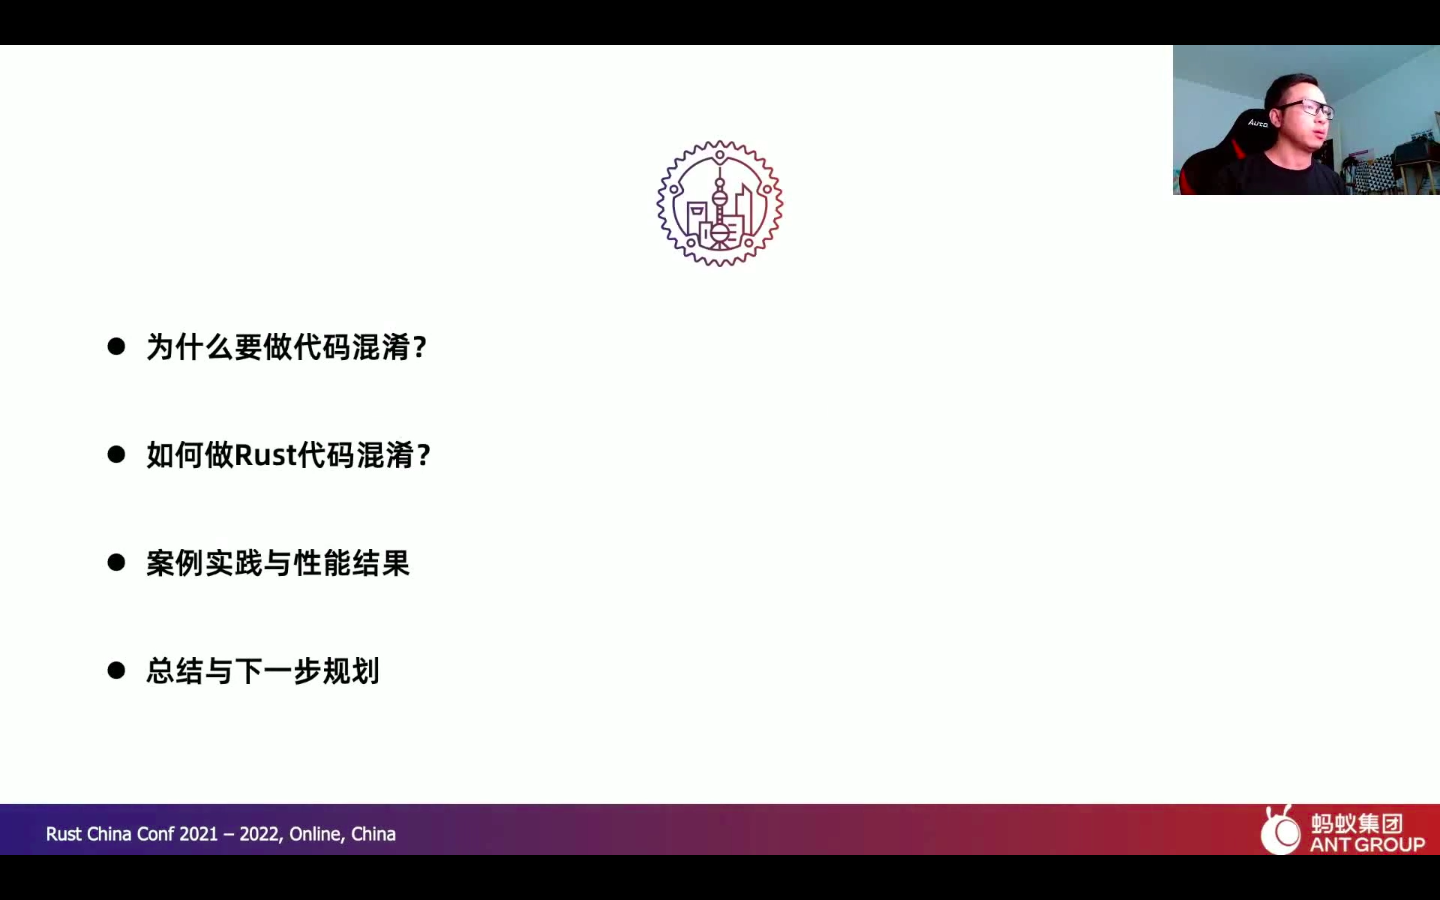 Auto
为什么要做代码混淆?
如何做Rust代码混淆?
案例实践与性能结果
总结与下一步规划
Rust China Conf 2021 – 2022, Online, China
蚂蚁集团
ANT GROUP